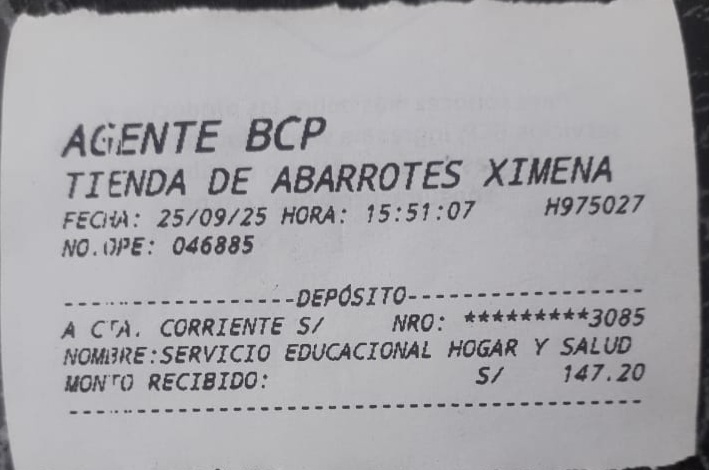 AGENTE BCP
TIENDA DE ABARROTES XIMENA
FECHA: 25/09/25 HORA: 15:51:07 H975027
NO.OPE: 046885
--------------------DEPÓSITO--------------------
A CTA. CORRIENTE S/ NRO: *********3085
NOMBRE:SERVICIO EDUCACIONAL HOGAR Y SALUD
MONTO RECIBIDO: S/ 147.20